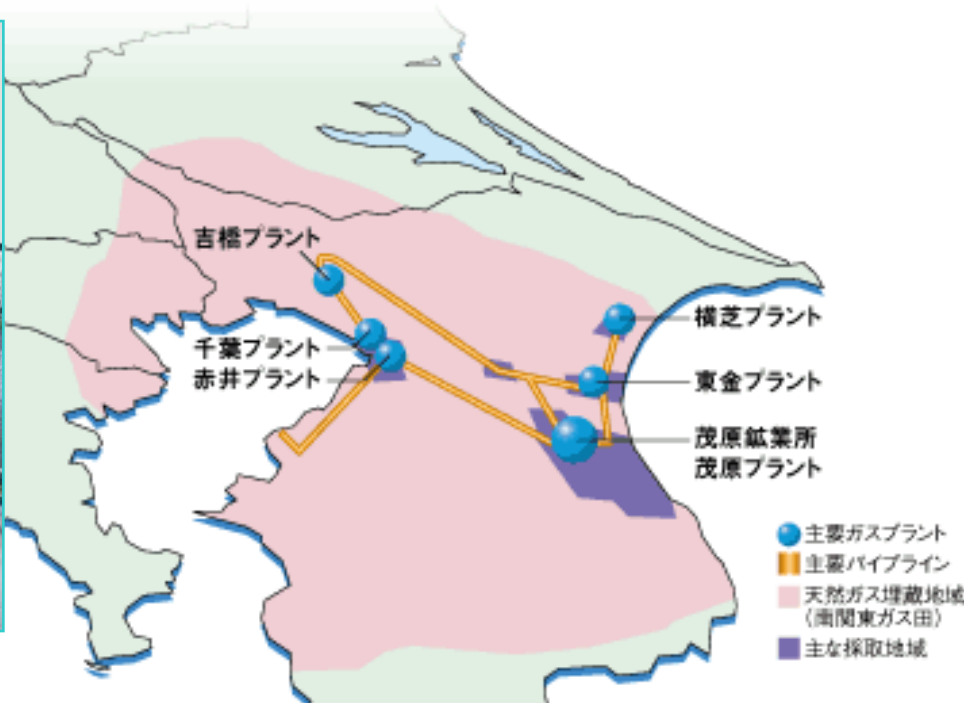 吉橋プラント
千葉プラント
赤井プラント
横芝プラント
東金プラント
茂原鉱業所
茂原プラント
主要ガスプラント
主要パイプライン
天然ガス埋蔵地域
（南関東ガス田）
主な採取地域